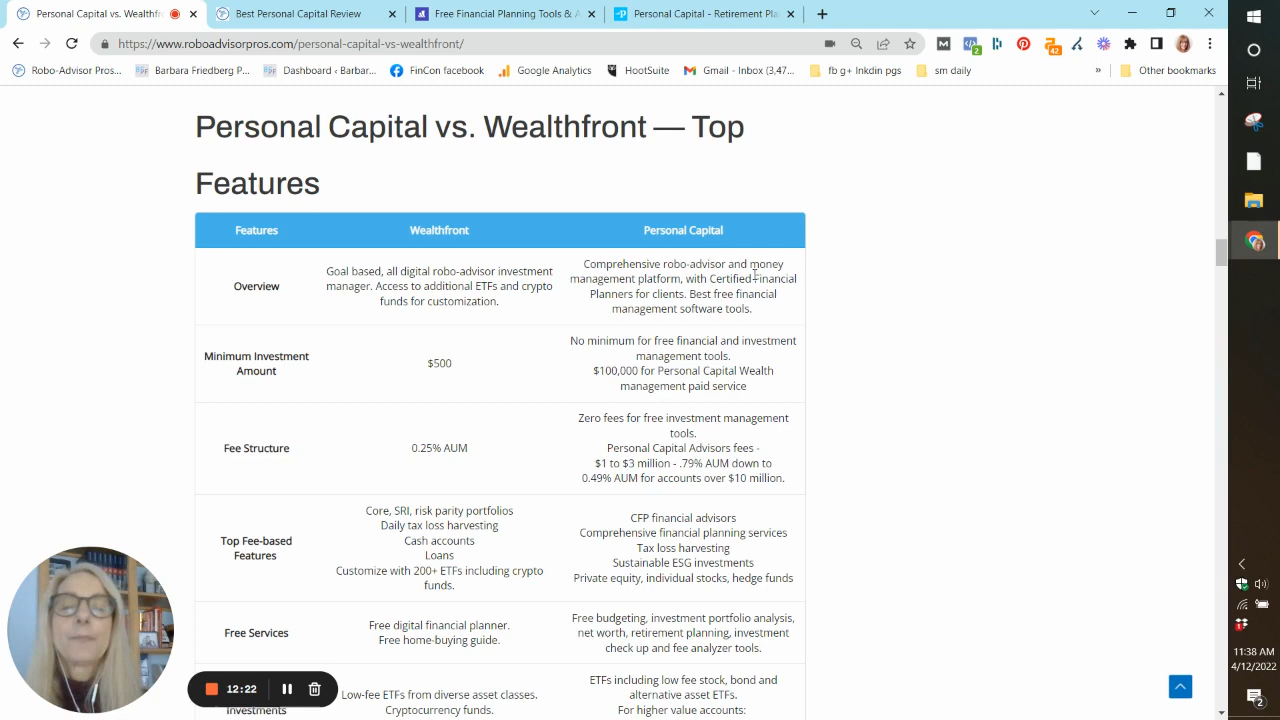 Personal Capital vs. Wealthfr
Best Personal Capital Review
Free Financial Planning Tools & A
Personal Capital - Retirement Pla
https://www.roboadvisorpros.com/personal-capital-vs-wealthfront/
2
42
Robo-Advisor Pros...
Barbara Friedberg P...
Dashboard ‹ Barbar...
Finicon facebook
Google Analytics
HootSuite
Gmail - Inbox (3,47...
fb g+ lnkdin pgs
sm daily
»
Other bookmarks
Personal Capital vs. Wealthfront — Top
Features
Features
Wealthfront
Personal Capital
Overview
Goal based, all digital robo-advisor investment
manager. Access to additional ETFs and crypto
funds for customization.
Comprehensive robo-advisor and money
management platform, with Certified Financial
Planners for clients. Best free financial
management software tools.
Minimum Investment
Amount
$500
No minimum for free financial and investment
management tools.
$100,000 for Personal Capital Wealth
management paid service
Fee Structure
0.25% AUM
Zero fees for free investment management
tools.
Personal Capital Advisors fees -
$1 to $3 million - .79% AUM down to
0.49% AUM for accounts over $10 million.
Top Fee-based
Features
Core, SRI, risk parity portfolios
Daily tax loss harvesting
Cash accounts
Loans
Customize with 200+ ETFs including crypto
funds.
CFP financial advisors
Comprehensive financial planning services
Tax loss harvesting
Sustainable ESG investments
Private equity, individual stocks, hedge funds
Free Services
Free digital financial planner.
Free home-buying guide.
Free budgeting, investment portfolio analysis,
net worth, retirement planning, investment
check up and fee analyzer tools.
Investments
Low-fee ETFs from diverse asset classes.
Cryptocurrency funds.
ETFs including low fee stock, bond and
alternative asset ETFs.
For higher value accounts:
12:22
11:38 AM
4/12/2022
2